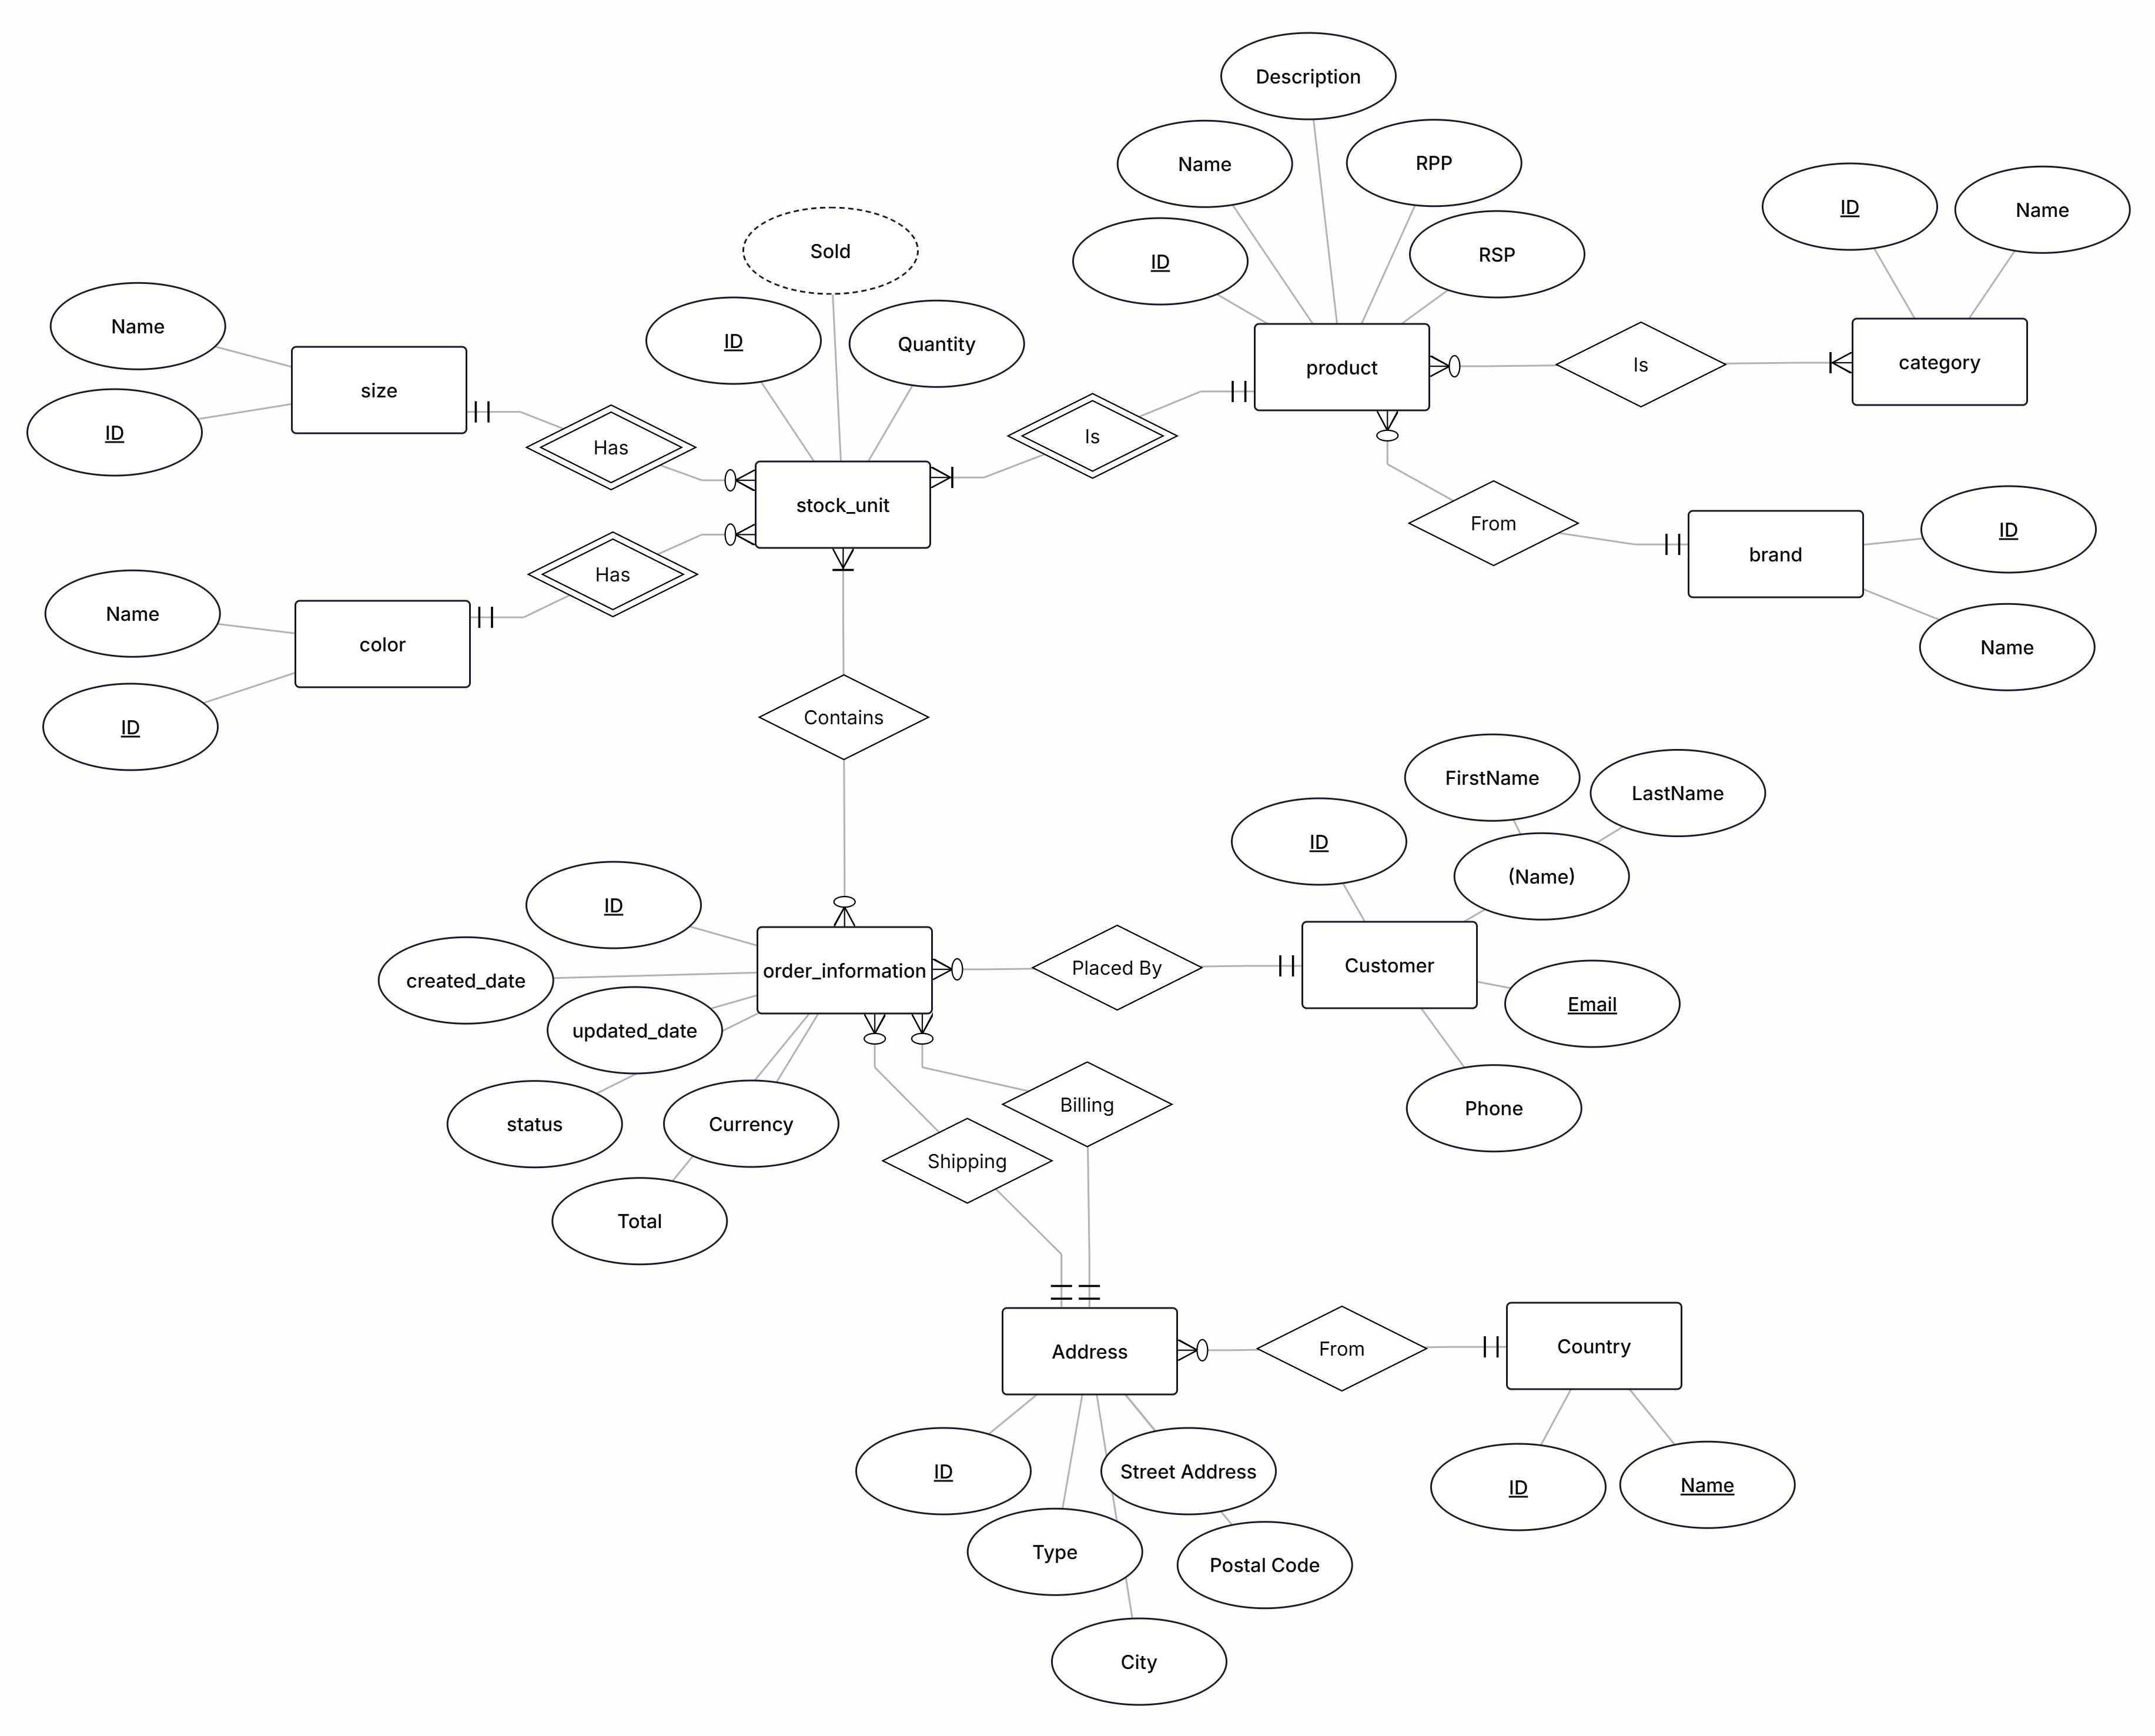 Description
Name
RPP
ID
Name
ID
RSP
Sold
Name
ID
Quantity
size
product
Is
category
ID
Has
Is
stock_unit
From
ID
brand
Has
Name
color
Name
ID
Contains
FirstName
LastName
ID
(Name)
ID
created_date
order_information
Placed By
Customer
Email
updated_date
status
Currency
Billing
Phone
Shipping
Total
Address
From
Country
ID
Street Address
ID
Name
Type
Postal Code
City